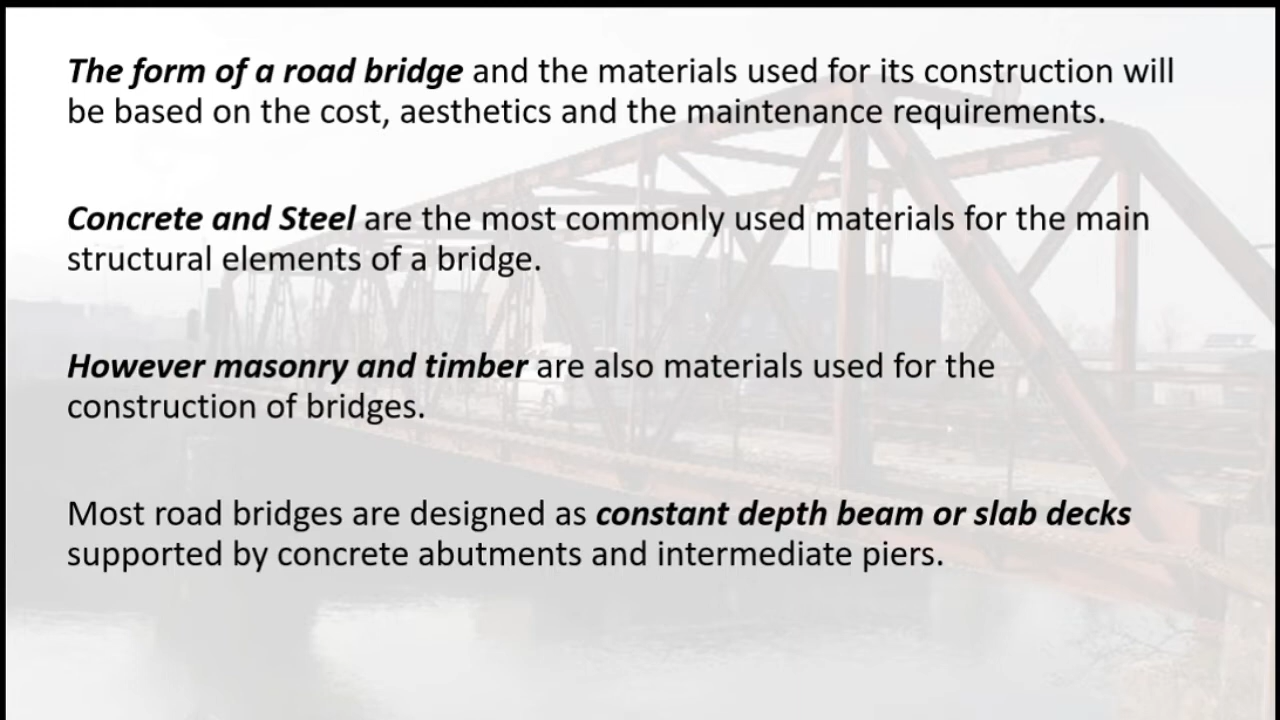 The form of a road bridge and the materials used for its construction will
be based on the cost, aesthetics and the maintenance requirements.
Concrete and Steel are the most commonly used materials for the main
structural elements of a bridge.
However masonry and timber are also materials used for the
construction of bridges.
Most road bridges are designed as constant depth beam or slab decks
supported by concrete abutments and intermediate piers.